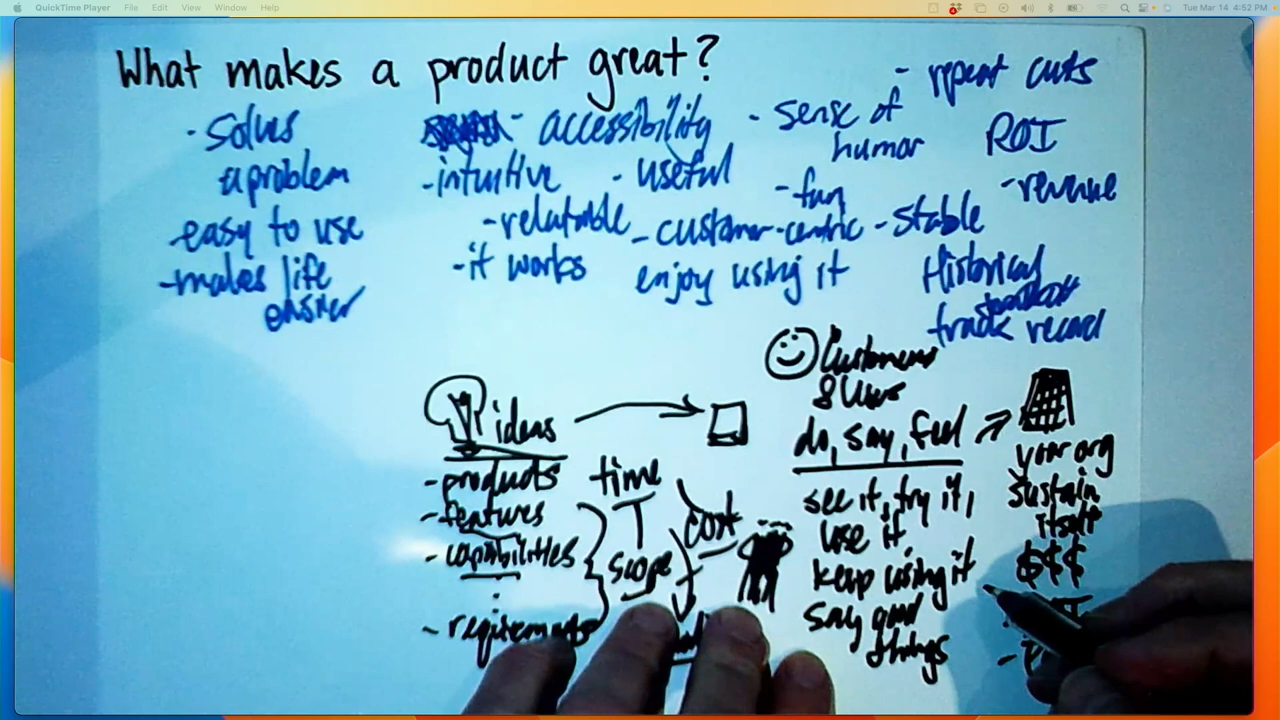 QuickTime Player File Edit View Window Help
Tue Mar 14 4:52 PM
What makes a product great?
- solves
a problem
- easy to use
- makes life
easier
- accessibility
- intuitive
- useful
- relatable
- customer-centric
- it works
enjoy using it
- sense of
humor
- fun
- stable
- repeat cuts
ROI
- revenue
Historical
track record
ideas
- products
- features
- capabilities
- requirements
time
scope
cost
Customers
& Users
do, say, feel
see it, try it,
use it
keep using it
say good
things
your org
sustain
itself
$$$